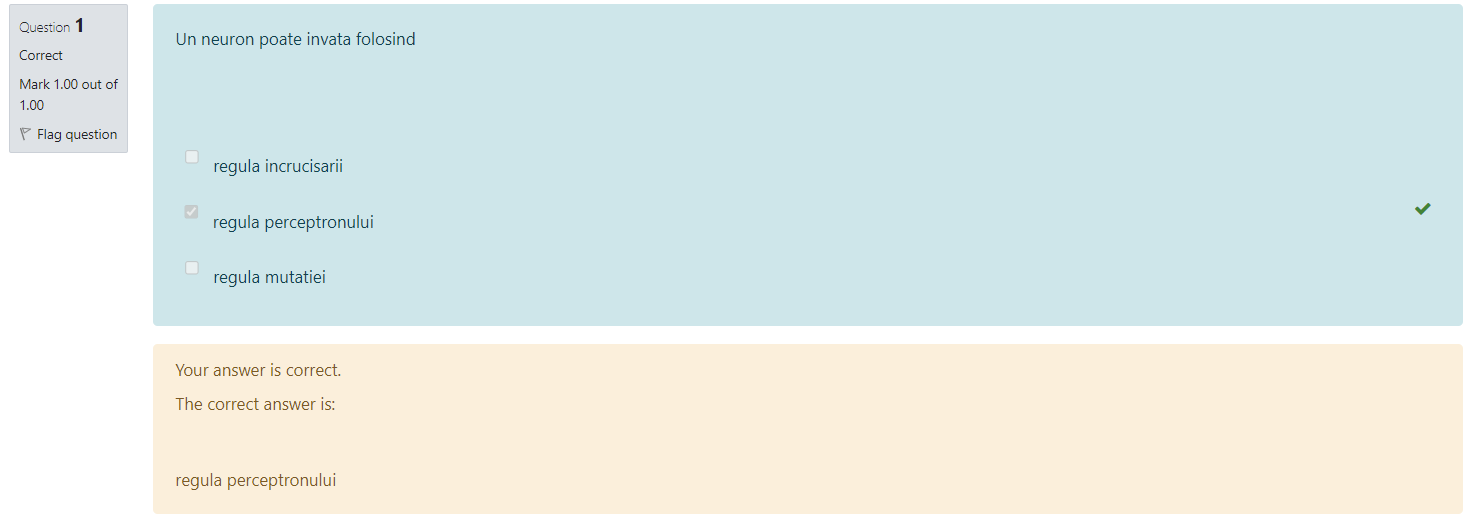 Question 1
Correct
Mark 1.00 out of
1.00
Flag question
Un neuron poate invata folosind
regula incrucisarii
regula perceptronului
regula mutatiei
Your answer is correct.
The correct answer is:
regula perceptronului